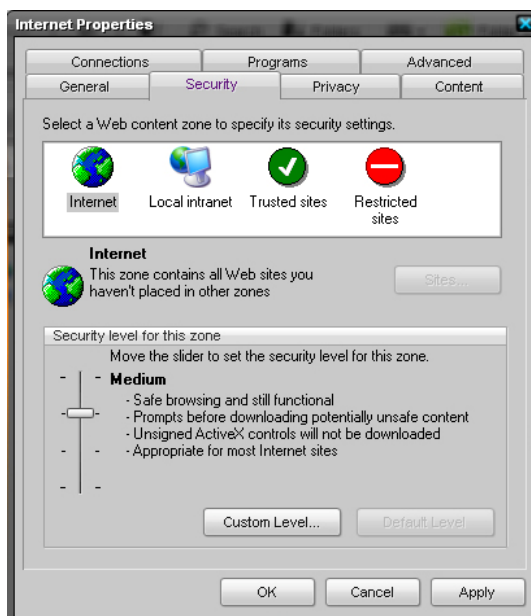 Internet Properties
Connections Programs Advanced
General Security Privacy Content
Select a Web content zone to specify its security settings.
Internet Local intranet Trusted sites Restricted
sites
Internet
This zone contains all Web sites you
haven't placed in other zones
Sites...
Security level for this zone
Move the slider to set the security level for this zone.
Medium
- Safe browsing and still functional
- Prompts before downloading potentially unsafe content
- Unsigned ActiveX controls will not be downloaded
- Appropriate for most Internet sites
Custom Level... Default Level
OK Cancel Apply